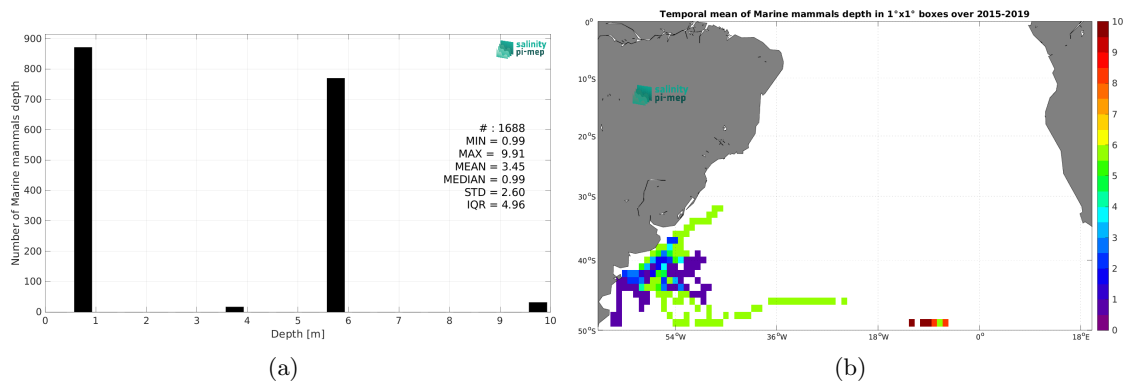 salinity
pi-mep
900
800
700
600
500
400
300
200
100
0
Number of Marine mammals depth
# : 1688
MIN = 0.99
MAX = 9.91
MEAN = 3.45
MEDIAN = 0.99
STD = 2.60
IQR = 4.96
0 1 2 3 4 5 6 7 8 9 10
Depth [m]
(a)
Temporal mean of Marine mammals depth in 1°x1° boxes over 2015-2019
0°
10°S
20°S
30°S
40°S
50°S
salinity
pi-mep
54°W 36°W 18°W 0° 18°E
10
9
8
7
6
5
4
3
2
1
0
(b)